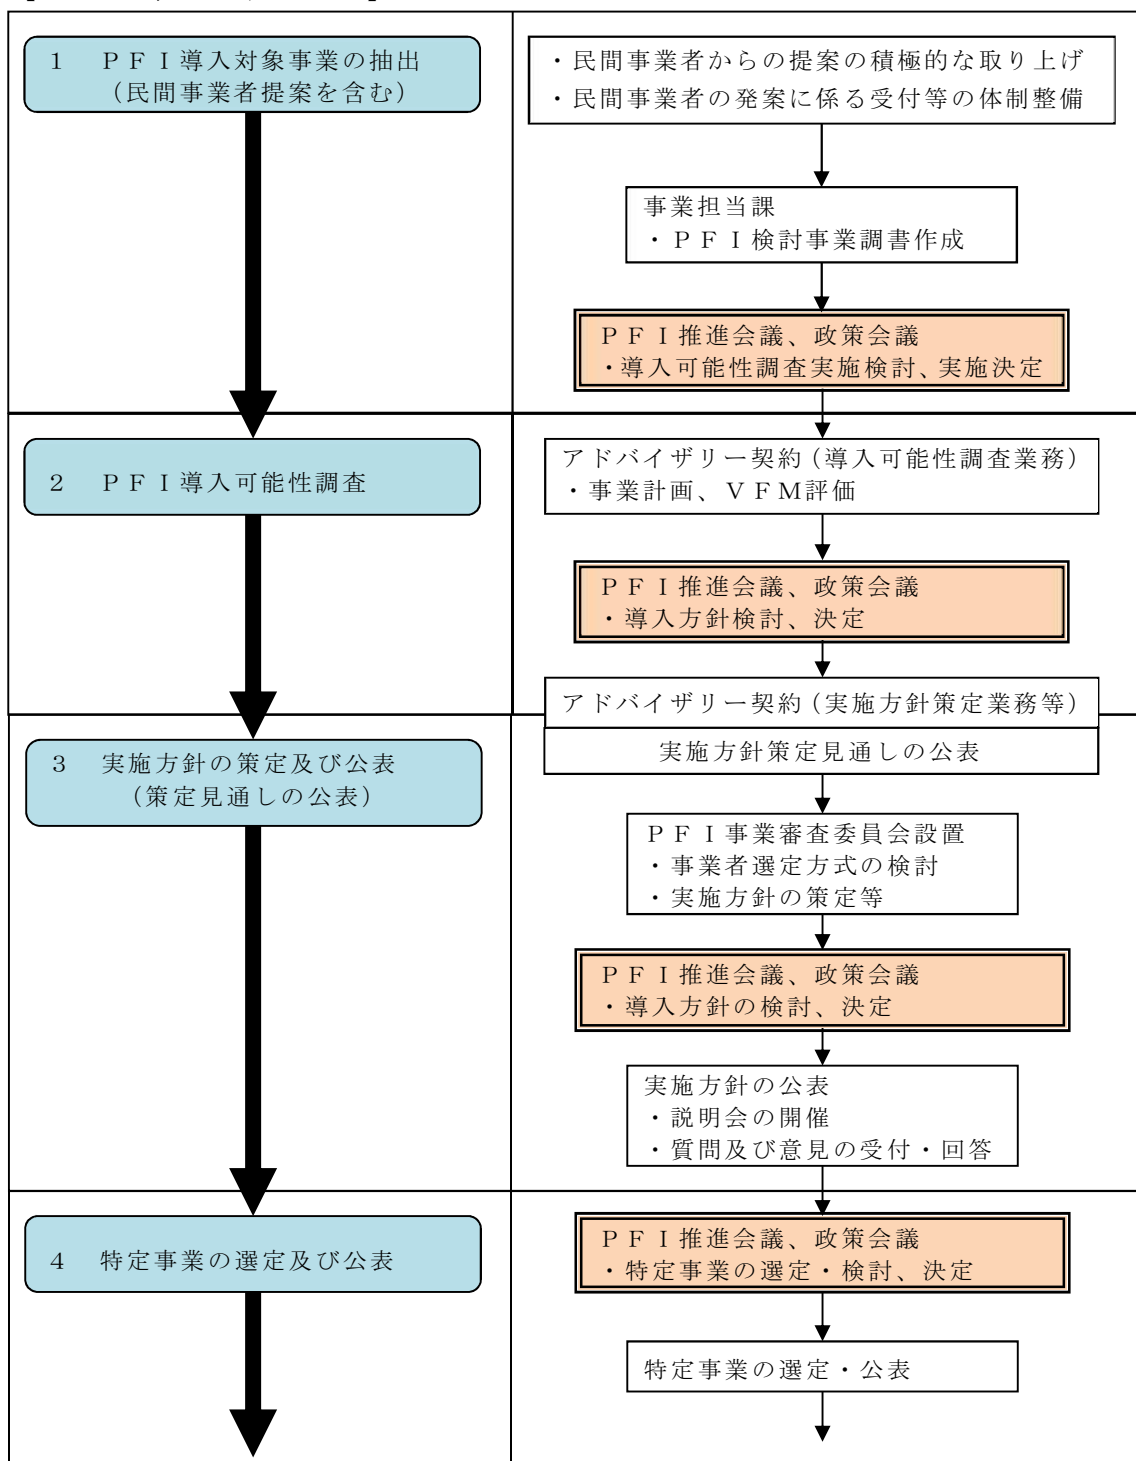 1 ＰＦＩ導入対象事業の抽出
（民間事業者提案を含む）
・民間事業者からの提案の積極的な取り上げ
・民間事業者の発案に係る受付等の体制整備
事業担当課
・ＰＦＩ検討事業調書作成
ＰＦＩ推進会議、政策会議
・導入可能性調査実施検討、実施決定
2 ＰＦＩ導入可能性調査
アドバイザリー契約（導入可能性調査業務）
・事業計画、ＶＦＭ評価
ＰＦＩ推進会議、政策会議
・導入方針検討、決定
アドバイザリー契約（実施方針策定業務等）
3 実施方針の策定及び公表
（策定見通しの公表）
実施方針策定見通しの公表
ＰＦＩ事業審査委員会設置
・事業者選定方式の検討
・実施方針の策定等
ＰＦＩ推進会議、政策会議
・導入方針の検討、決定
実施方針の公表
・説明会の開催
・質問及び意見の受付・回答
4 特定事業の選定及び公表
ＰＦＩ推進会議、政策会議
・特定事業の選定・検討、決定
特定事業の選定・公表